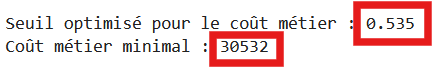 Seuil optimisé pour le coût métier : 0.535
Coût métier minimal : 30532